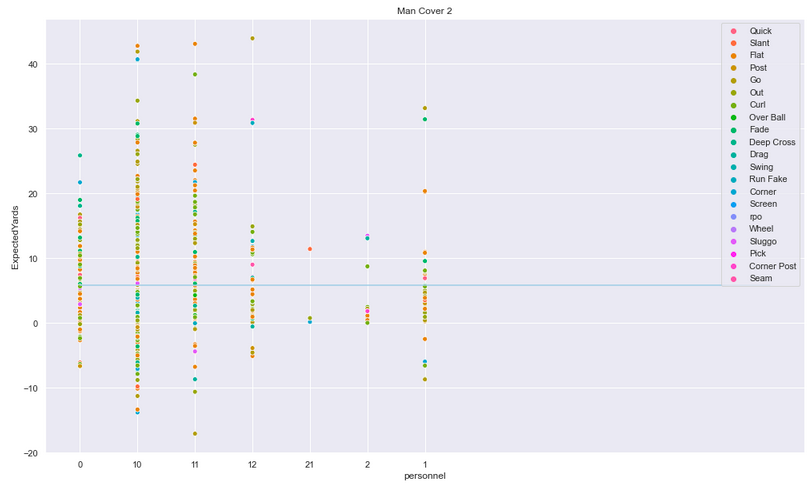 Man Cover 2
ExpectedYards
40
30
20
10
0
−10
−20
0 10 11 12 21 2 1
personnel
Quick
Slant
Flat
Post
Go
Out
Curl
Over Ball
Fade
Deep Cross
Drag
Swing
Run Fake
Corner
Screen
rpo
Wheel
Sluggo
Pick
Corner Post
Seam